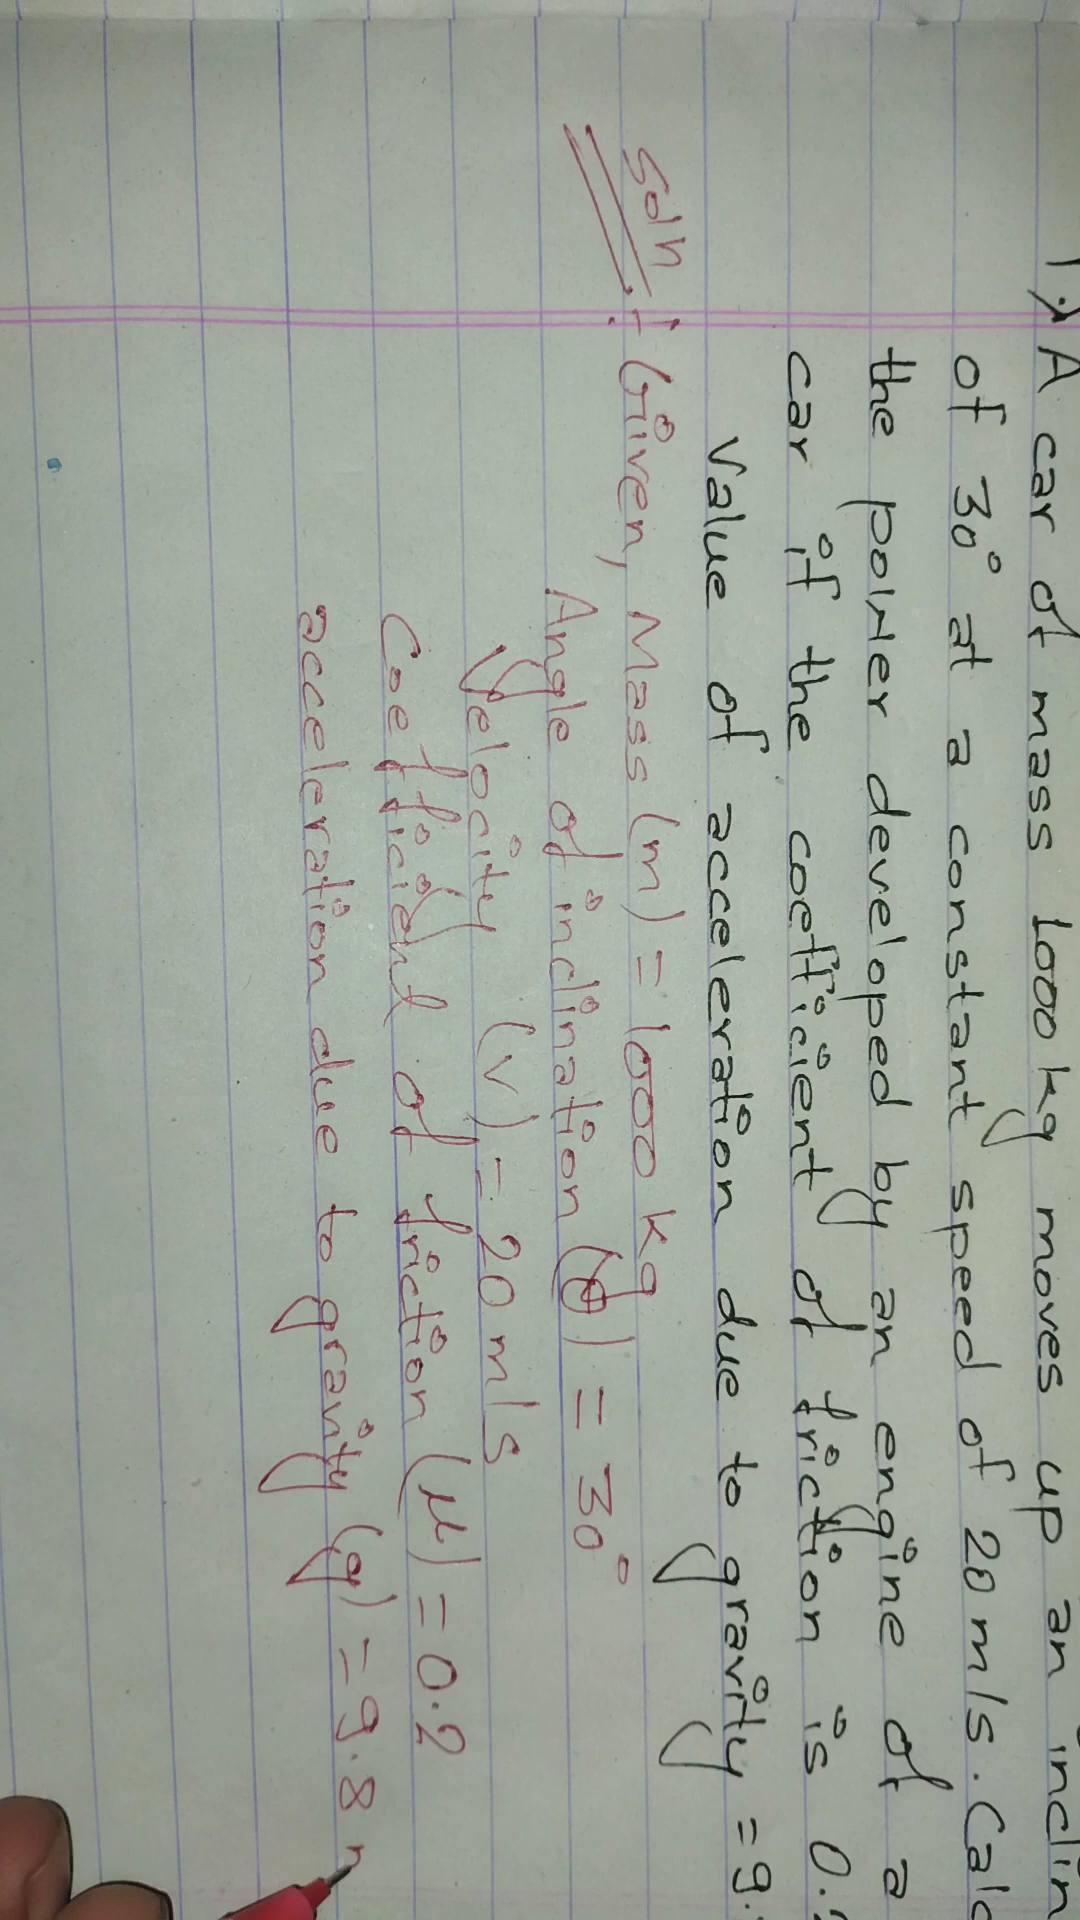 1.) A car of mass 1000 kg moves up an inclin
of 30° at a constant speed of 20 m/s. Calc
the power developed by an engine of a
car if the coefficient of friction is 0.2
Value of acceleration due to gravity = 9.
Soln :- Given, Mass (m) = 1000 kg
Angle of inclination (θ) = 30°
Velocity (v) = 20 m/s
Coefficient of friction (μ) = 0.2
acceleration due to gravity (g) = 9.8